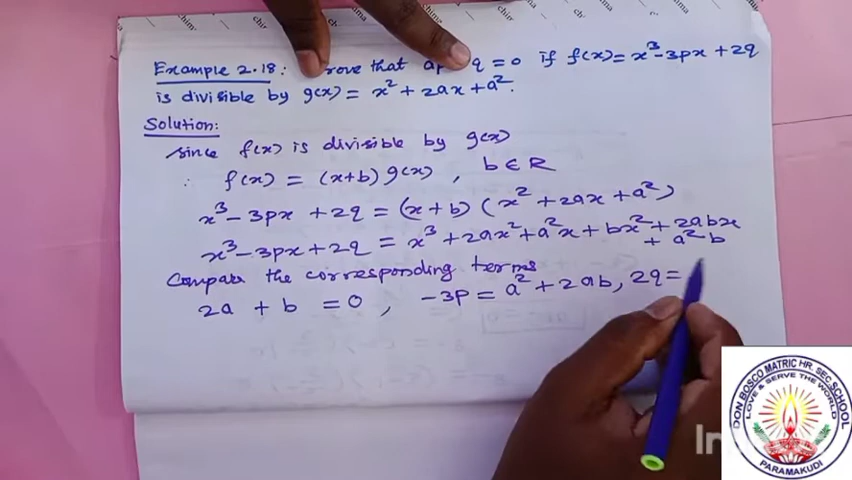 Example 2.18: prove that ap q = 0 if f(x) = x³ - 3px + 2q
is divisible by g(x) = x² + 2ax + a².
Solution:
since f(x) is divisible by g(x)
∴ f(x) = (x+b) g(x) , b ∈ R
x³ - 3px + 2q = (x+b) (x² + 2ax + a²)
x³ - 3px + 2q = x³ + 2ax² + a²x + bx² + 2abx
+ a²b
Compare the corresponding terms
2a + b = 0 , -3p = a² + 2ab, 2q =
DON BOSCO MATRIC HR. SEC. SCHOOL
LOVE & SERVE THE WORLD
PARAMAKUDI